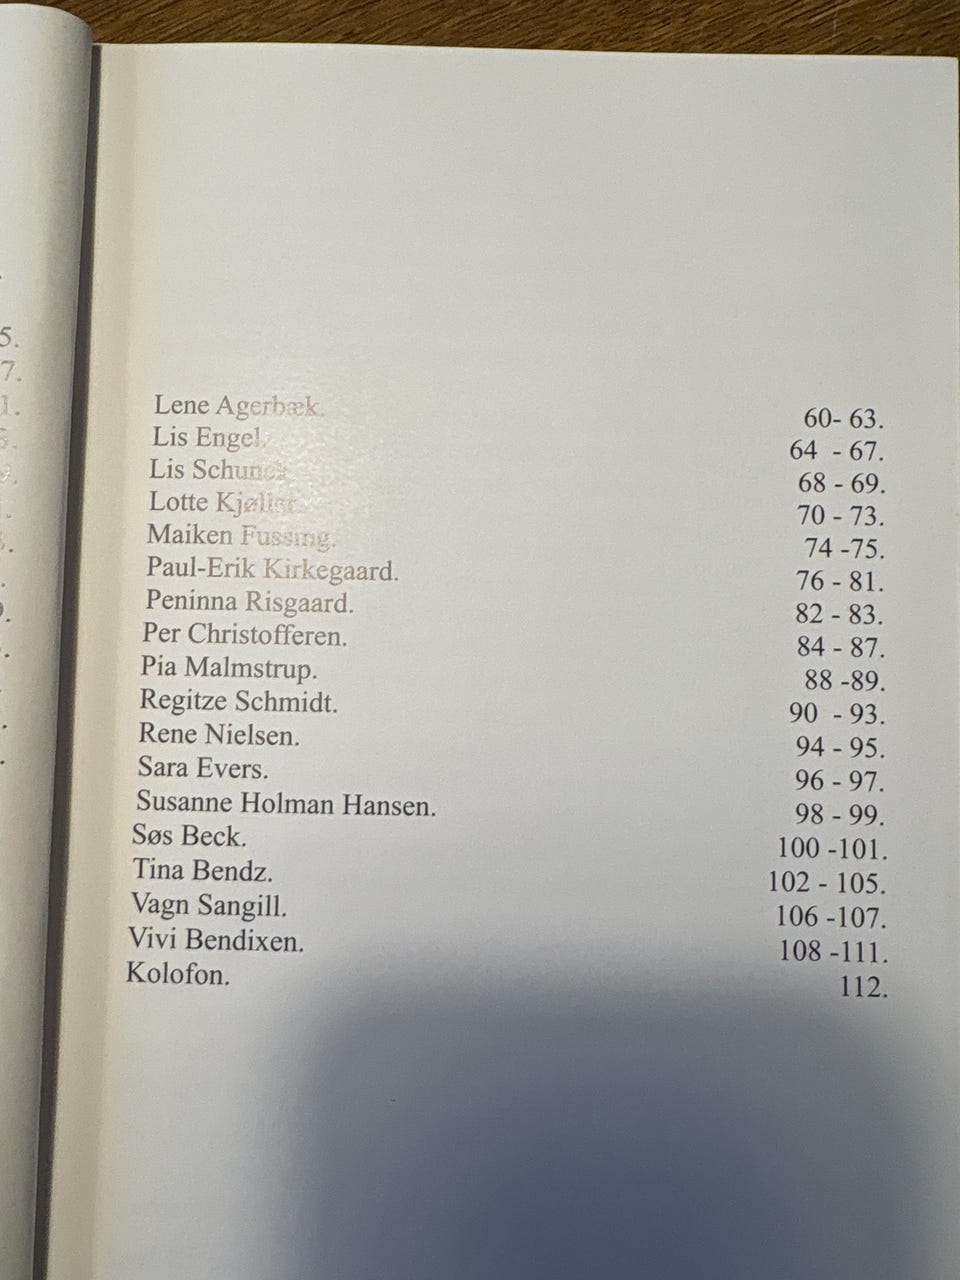 Lene Agerbæk. 60- 63.
Lis Engel. 64 - 67.
Lis Schunck. 68 - 69.
Lotte Kjøller. 70 - 73.
Maiken Fussing. 74 -75.
Paul-Erik Kirkegaard. 76 - 81.
Peninna Risgaard. 82 - 83.
Per Christofferen. 84 - 87.
Pia Malmstrup. 88 -89.
Regitze Schmidt. 90 - 93.
Rene Nielsen. 94 - 95.
Sara Evers. 96 - 97.
Susanne Holman Hansen. 98 - 99.
Søs Beck. 100 -101.
Tina Bendz. 102 - 105.
Vagn Sangill. 106 -107.
Vivi Bendixen. 108 -111.
Kolofon. 112.